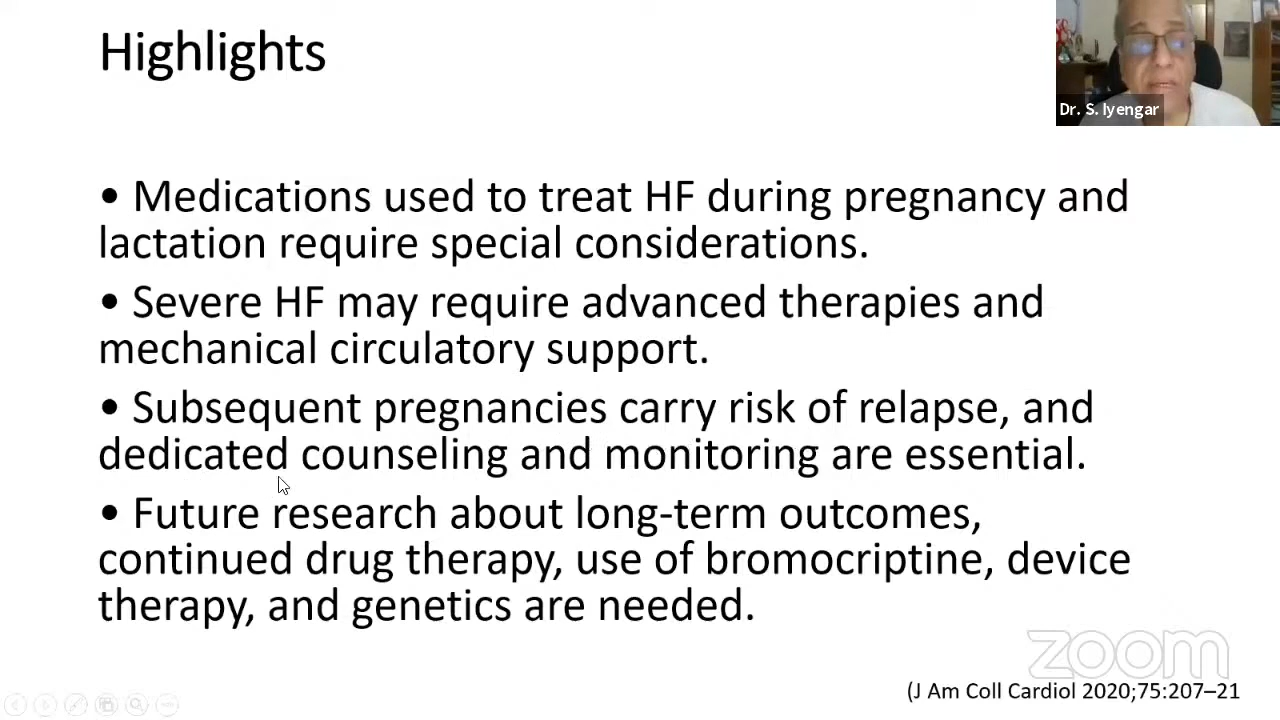 Highlights
Dr. S. Iyengar
• Medications used to treat HF during pregnancy and
lactation require special considerations.
• Severe HF may require advanced therapies and
mechanical circulatory support.
• Subsequent pregnancies carry risk of relapse, and
dedicated counseling and monitoring are essential.
• Future research about long-term outcomes,
continued drug therapy, use of bromocriptine, device
therapy, and genetics are needed.
zoom
(J Am Coll Cardiol 2020;75:207–21